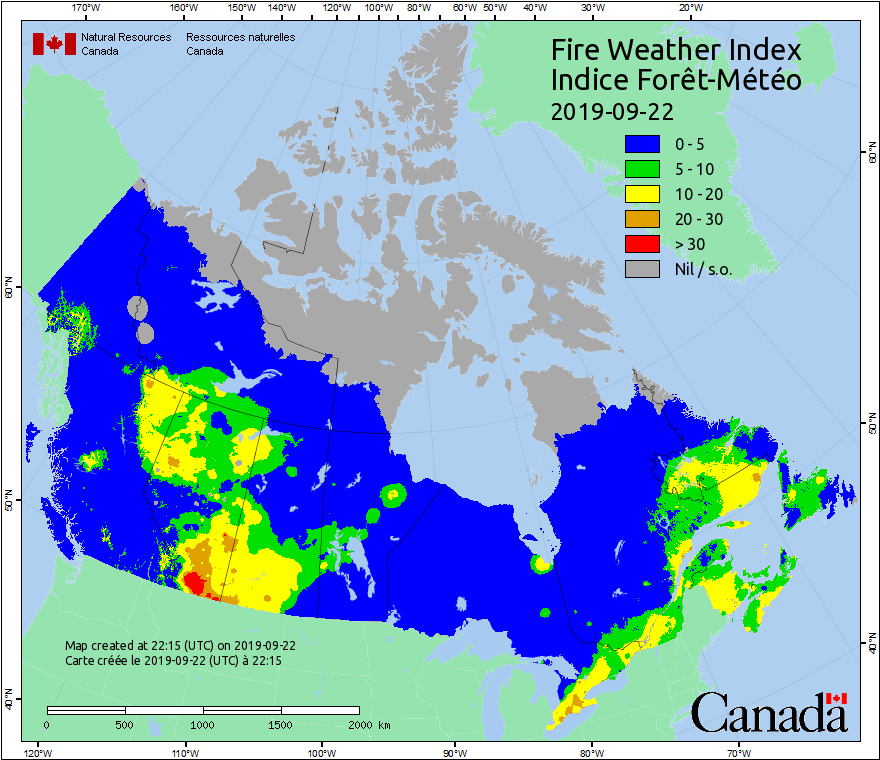 170°W 160°W 150°W 140°W 130°W 120°W 110°W 100°W 90°W 80°W 70°W 60°W 50°W 40°W 30°W 20°W
Natural Resources Ressources naturelles
Canada Canada
Fire Weather Index
Indice Forêt-Météo
2019-09-22
0 - 5
5 - 10
10 - 20
20 - 30
> 30
Nil / s.o.
60°N
60°N
50°N
50°N
40°N
40°N
Map created at 22:15 (UTC) on 2019-09-22
Carte créée le 2019-09-22 (UTC) à 22:15
0 500 1000 1500 2000 km
Canada
120°W 110°W 100°W 90°W 80°W 70°W